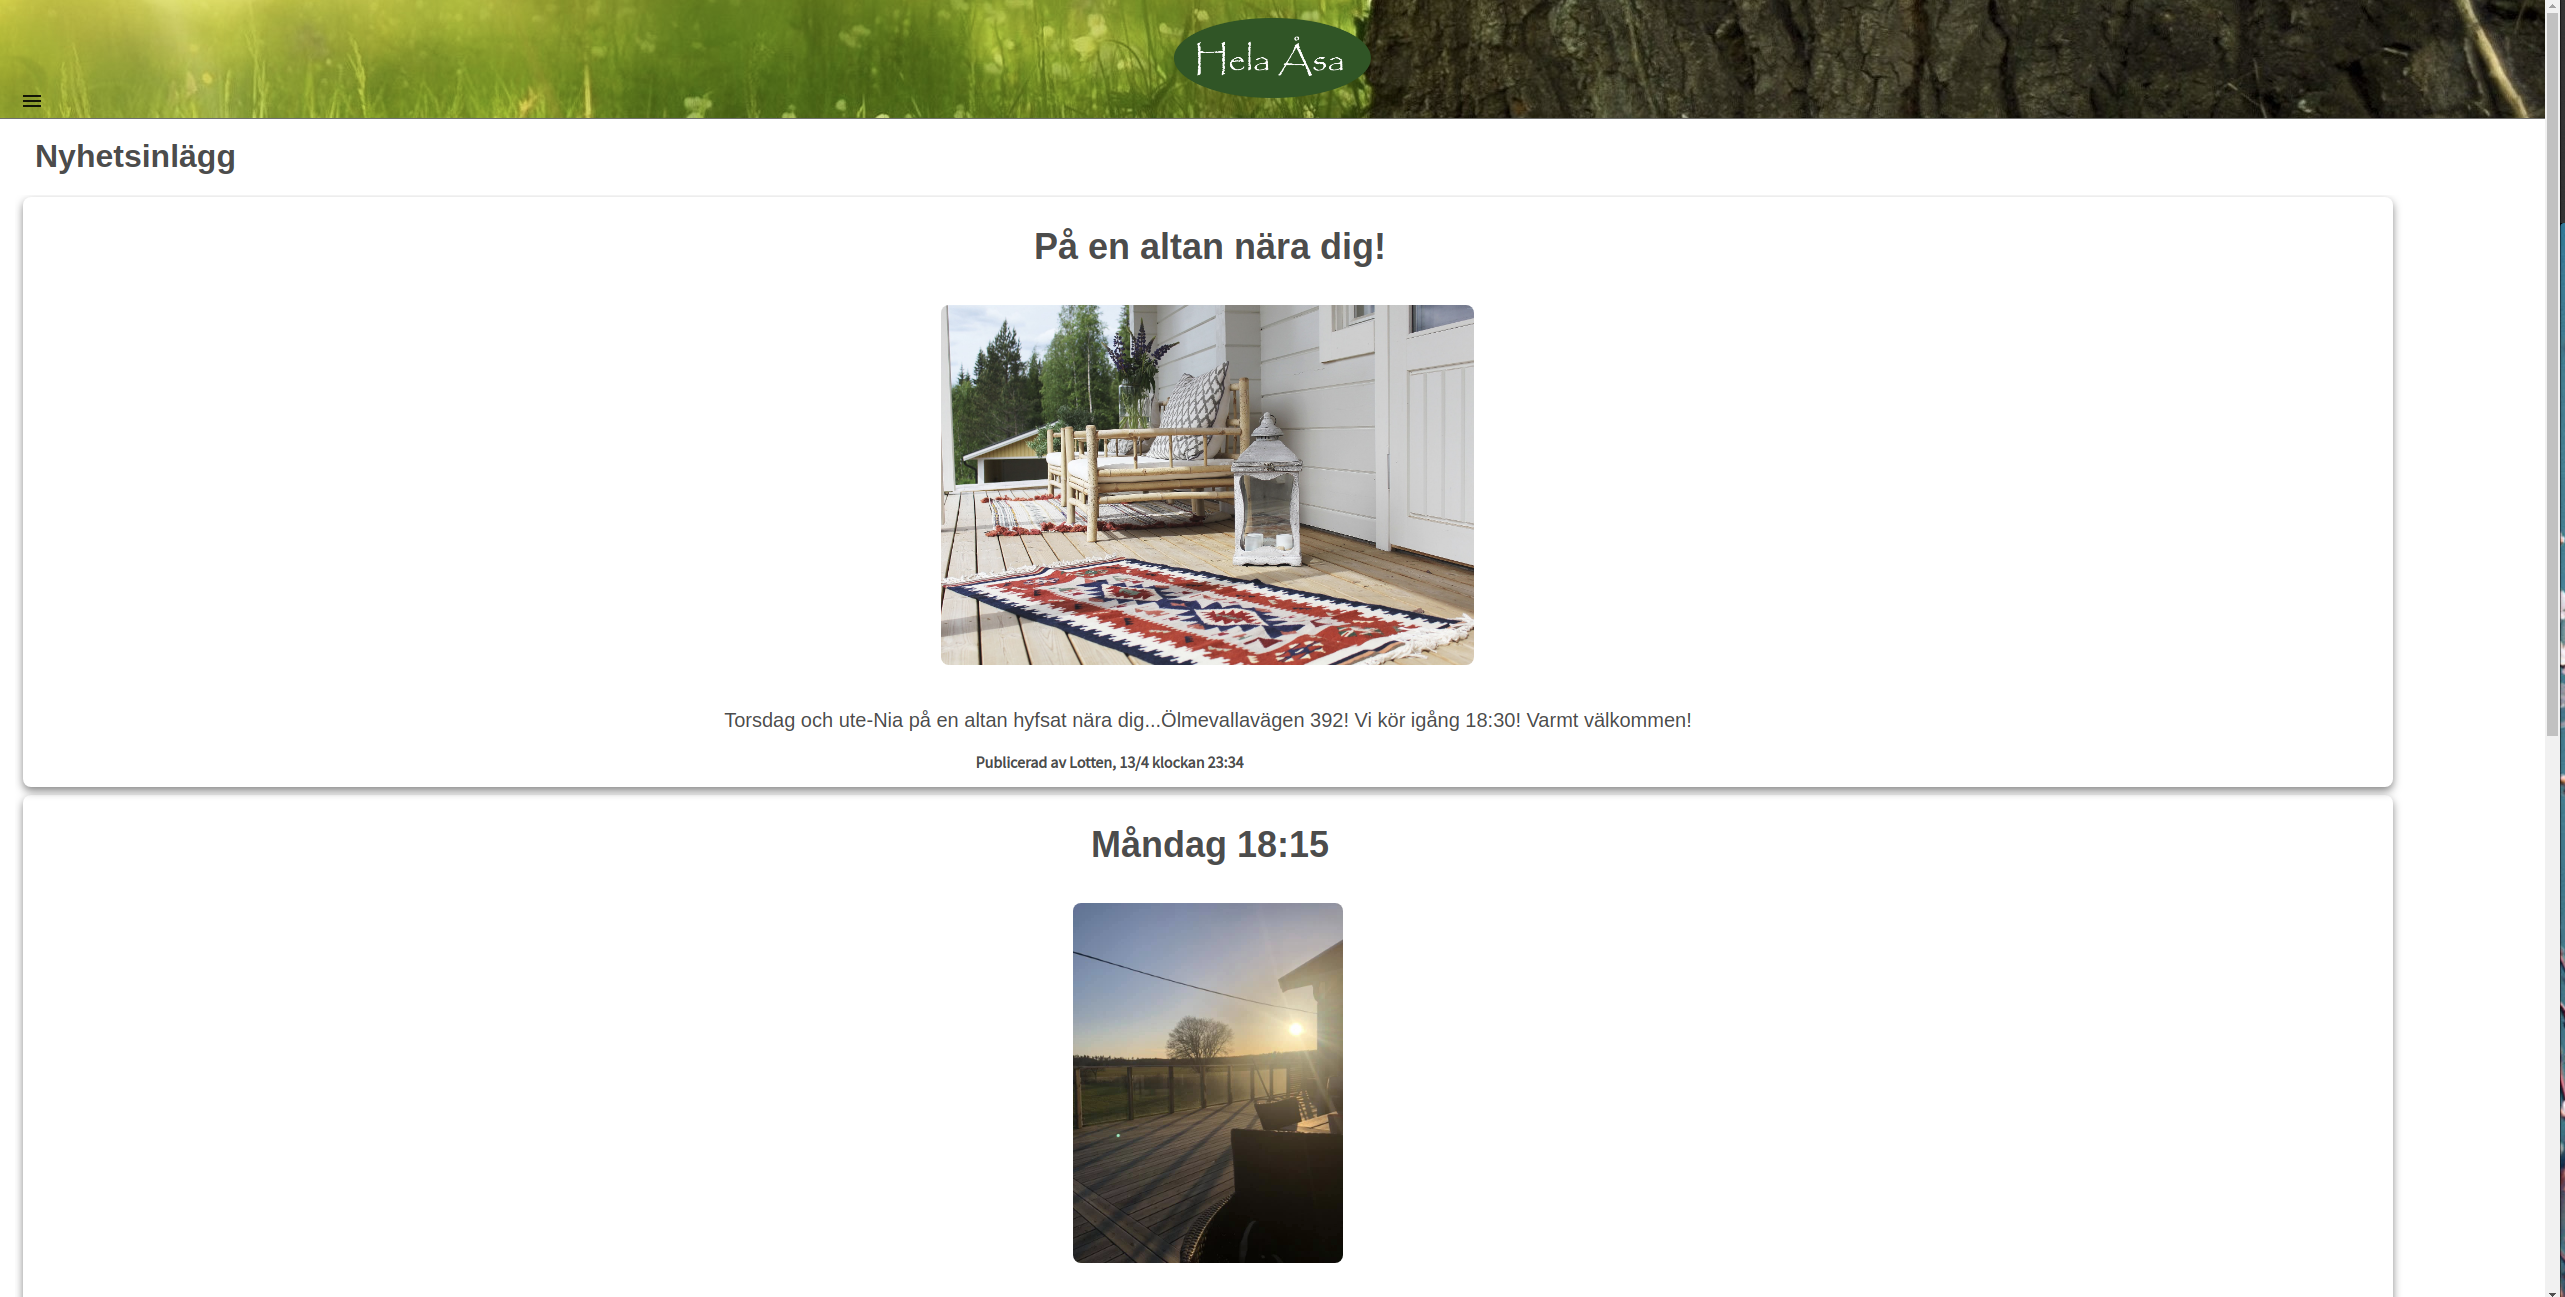 Hela Åsa
Nyhetsinlägg
På en altan nära dig!
Torsdag och ute-Nia på en altan hyfsat nära dig...Ölmevallavägen 392! Vi kör igång 18:30! Varmt välkommen!
Publicerad av Lotten, 13/4 klockan 23:34
Måndag 18:15